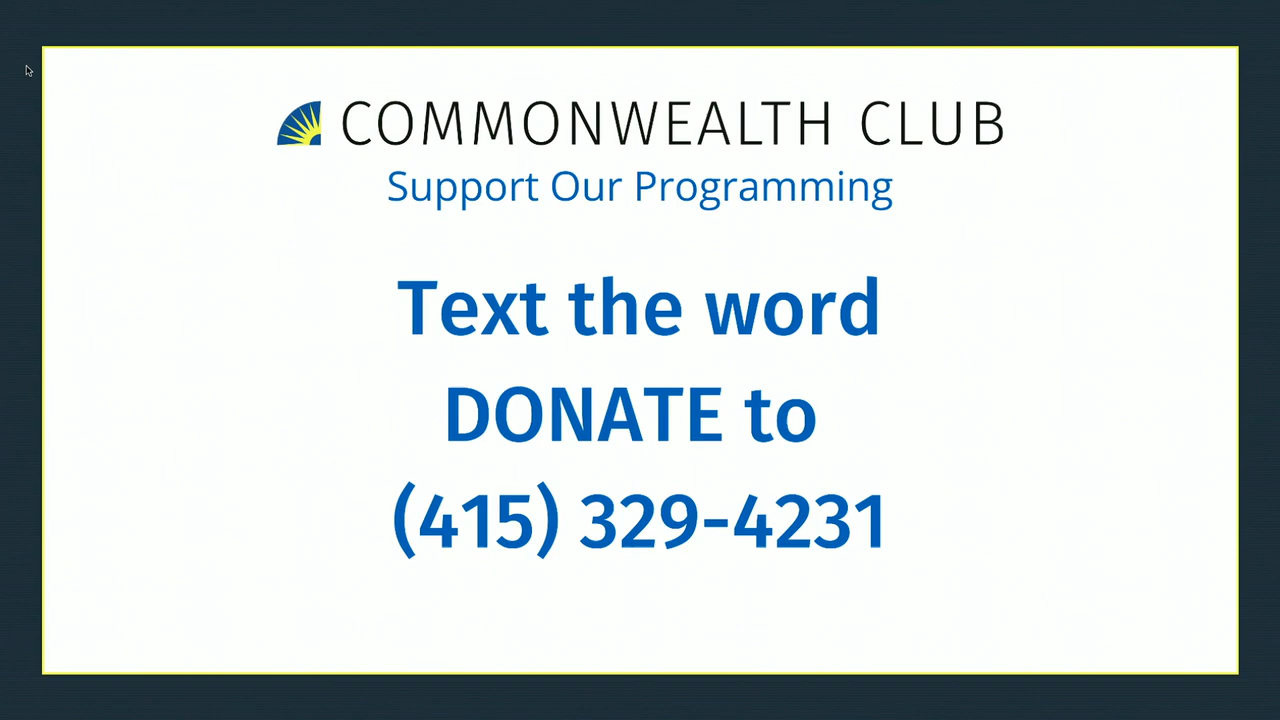 COMMONWEALTH CLUB
Support Our Programming
Text the word
DONATE to
(415) 329-4231